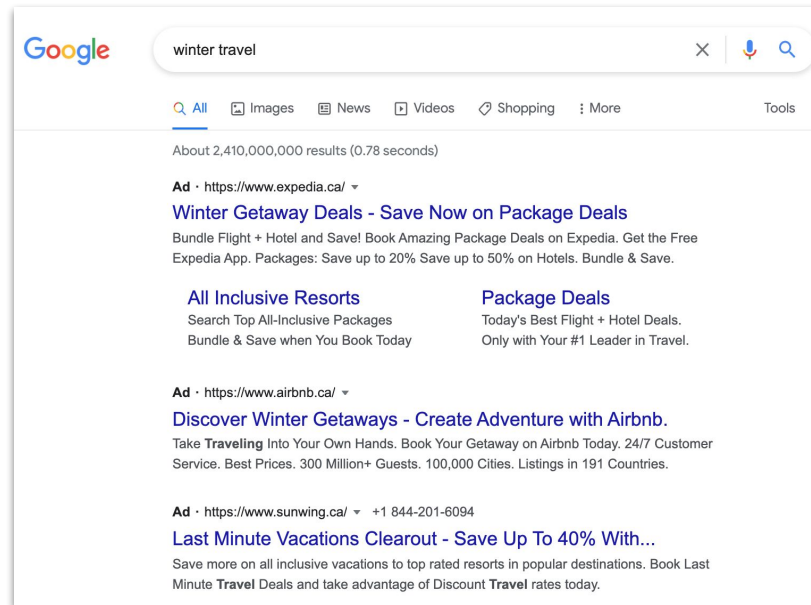 Google
winter travel
All Images News Videos Shopping More Tools
About 2,410,000,000 results (0.78 seconds)
Ad · https://www.expedia.ca/
Winter Getaway Deals - Save Now on Package Deals
Bundle Flight + Hotel and Save! Book Amazing Package Deals on Expedia. Get the Free
Expedia App. Packages: Save up to 20% Save up to 50% on Hotels. Bundle & Save.
All Inclusive Resorts
Search Top All-Inclusive Packages
Bundle & Save when You Book Today
Package Deals
Today's Best Flight + Hotel Deals.
Only with Your #1 Leader in Travel.
Ad · https://www.airbnb.ca/
Discover Winter Getaways - Create Adventure with Airbnb.
Take Traveling Into Your Own Hands. Book Your Getaway on Airbnb Today. 24/7 Customer
Service. Best Prices. 300 Million+ Guests. 100,000 Cities. Listings in 191 Countries.
Ad · https://www.sunwing.ca/ +1 844-201-6094
Last Minute Vacations Clearout - Save Up To 40% With...
Save more on all inclusive vacations to top rated resorts in popular destinations. Book Last
Minute Travel Deals and take advantage of Discount Travel rates today.